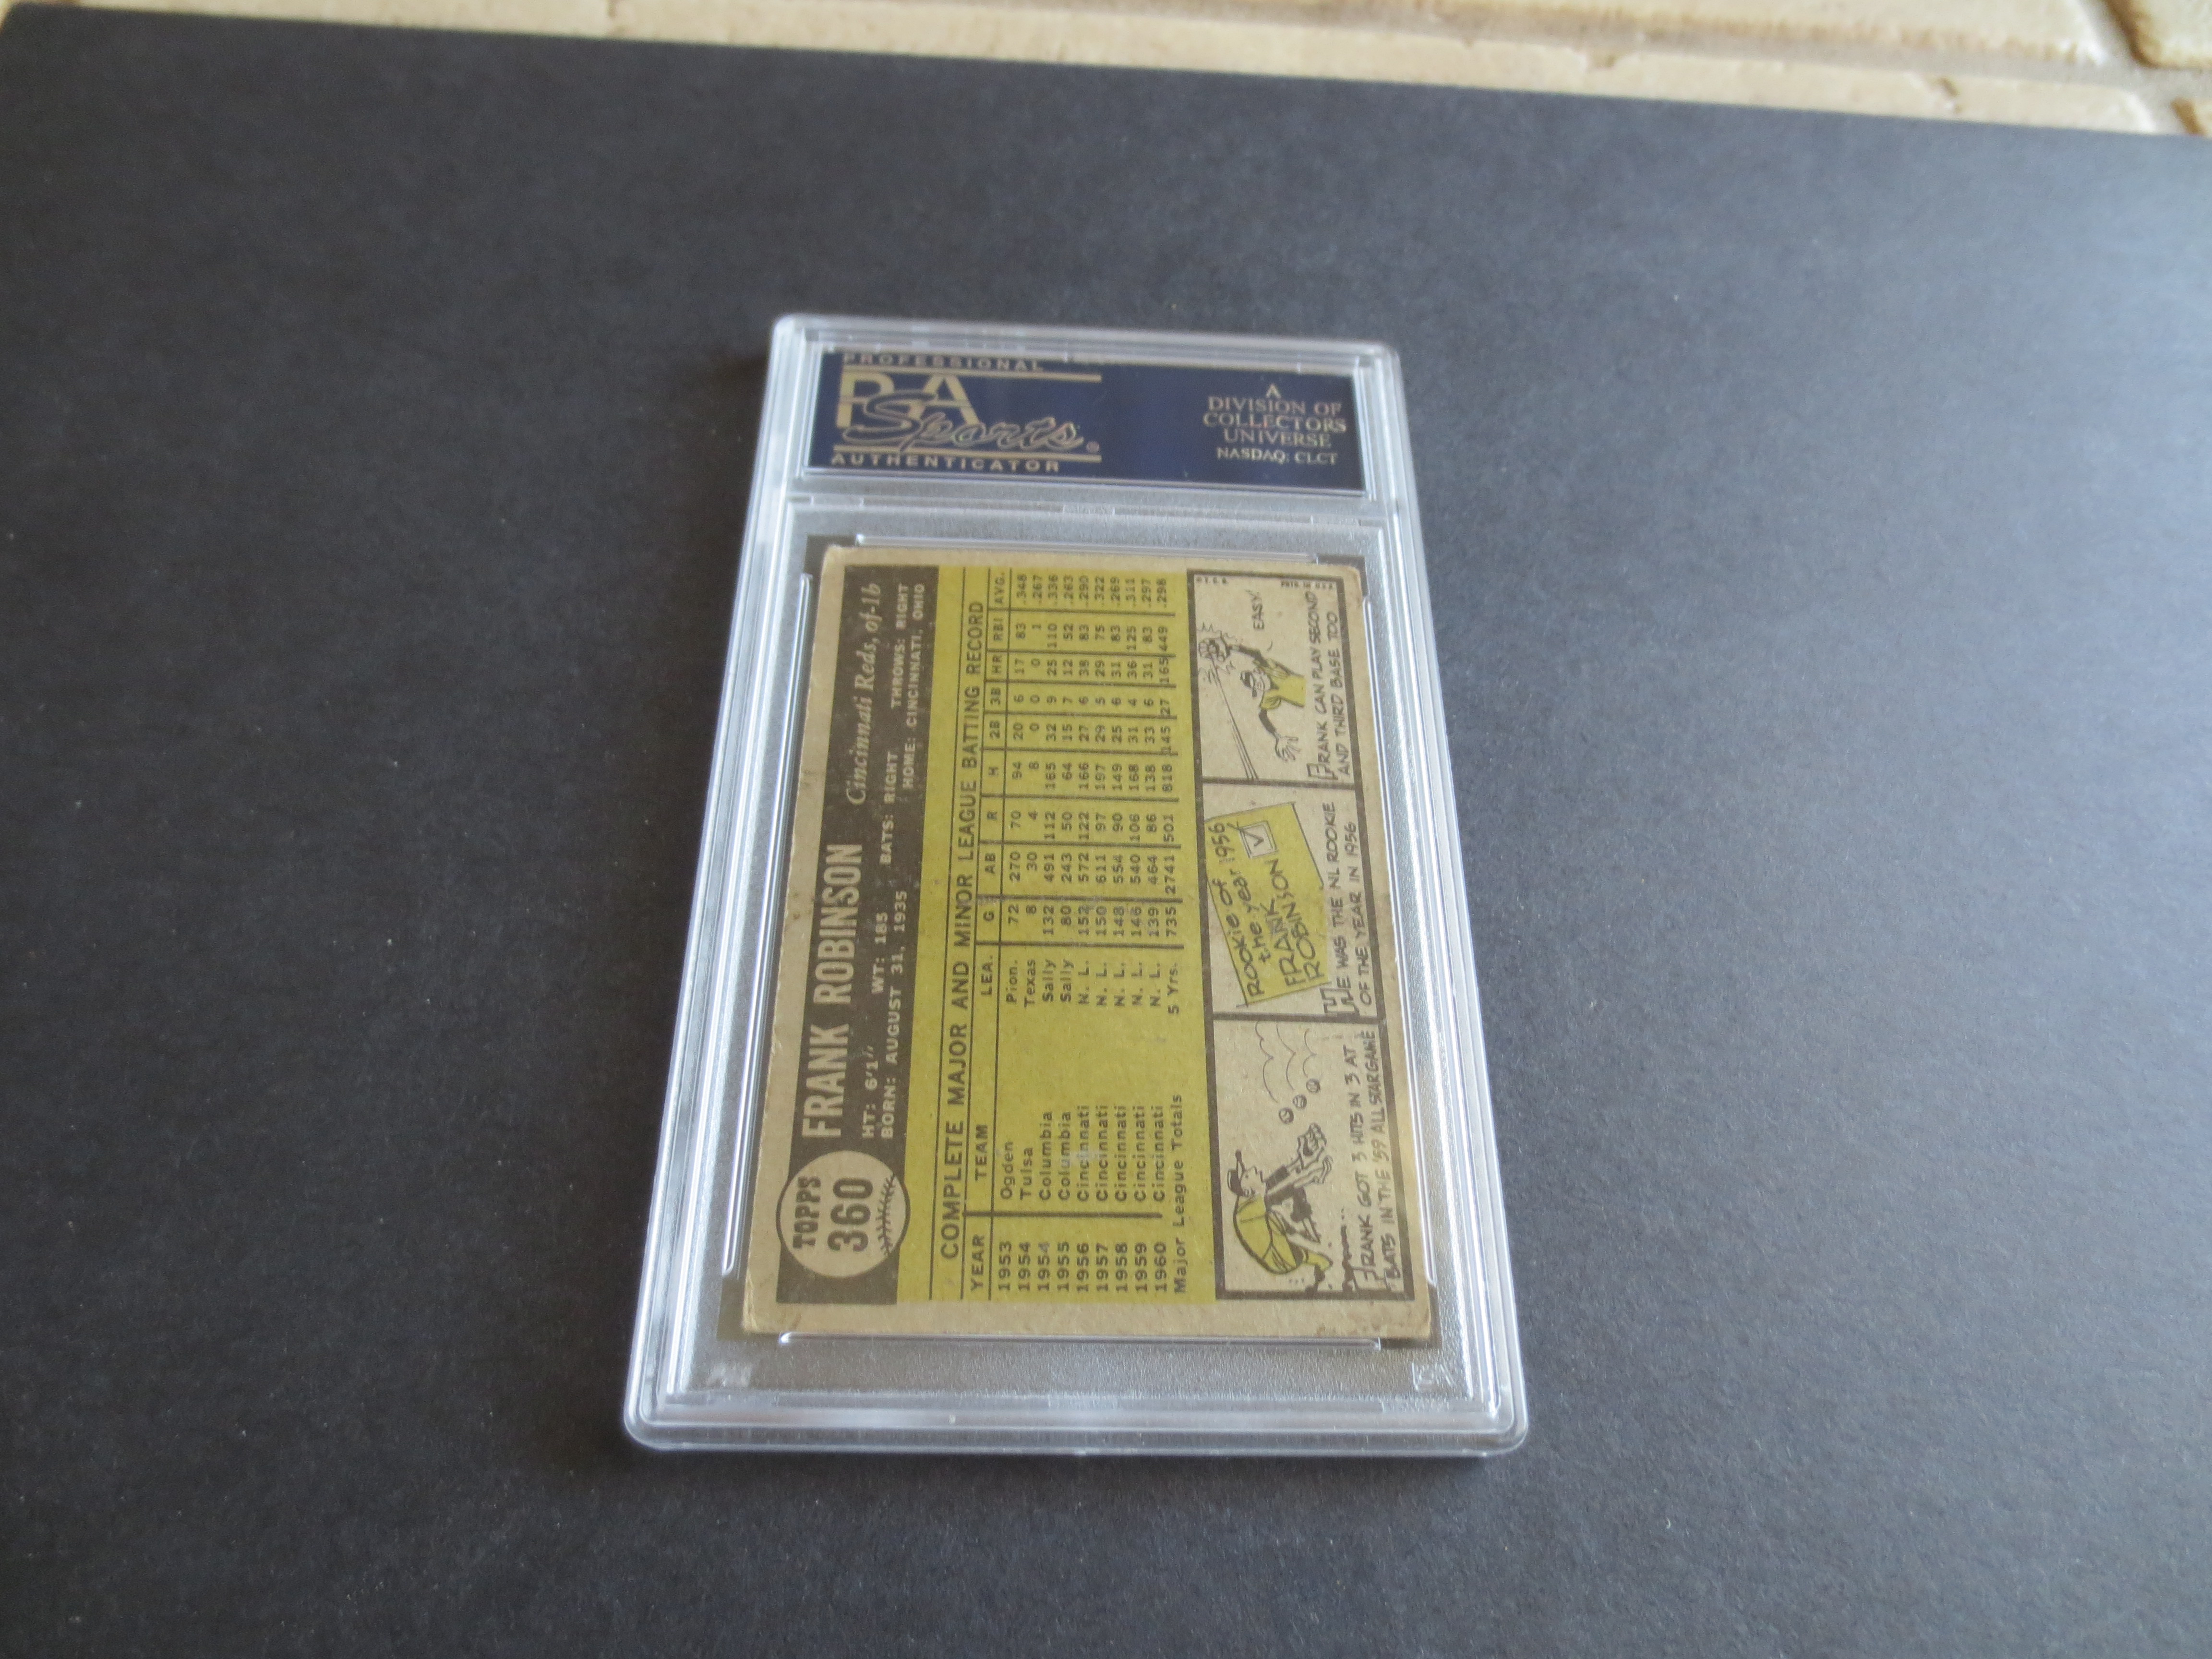 PROFESSIONAL
PSA
Sports®
AUTHENTICATOR
A
DIVISION OF
COLLECTORS
UNIVERSE
NASDAQ: CLCT
TOPPS
360
FRANK ROBINSON Cincinnati Reds, of-1b
HT: 6'1" WT: 185 BATS: RIGHT THROWS: RIGHT
BORN: AUGUST 31, 1935 HOME: CINCINNATI, OHIO
COMPLETE MAJOR AND MINOR LEAGUE BATTING RECORD
YEAR TEAM LEA. G AB R H 2B 3B HR RBI AVG.
1953 Ogden Pion. 72 270 70 94 20 6 17 83 .348
1954 Tulsa Texas 8 30 4 8 0 0 0 1 .267
1954 Columbia Sally 132 491 112 165 32 9 25 110 .336
1955 Columbia Sally 80 243 50 64 15 7 12 52 .263
1956 Cincinnati N. L. 152 572 122 166 27 6 38 83 .290
1957 Cincinnati N. L. 150 611 97 197 29 5 29 75 .322
1958 Cincinnati N. L. 148 554 90 149 25 6 31 83 .269
1959 Cincinnati N. L. 146 540 106 168 31 4 36 125 .311
1960 Cincinnati N. L. 139 464 86 138 33 6 31 83 .297
Major League Totals 5 Yrs. 735 2741 501 818 145 27 165 449 .298
FRANK GOT 3 HITS IN 3 AT
BATS IN THE '59 ALL STAR GAME
ROOKIE OF
the year 1956
FRANK
ROBINSON
HE WAS THE NL ROOKIE
OF THE YEAR IN 1956
EASY!
FRANK CAN PLAY SECOND
AND THIRD BASE TOO
©T.C.G.
PRTD. IN U.S.A.